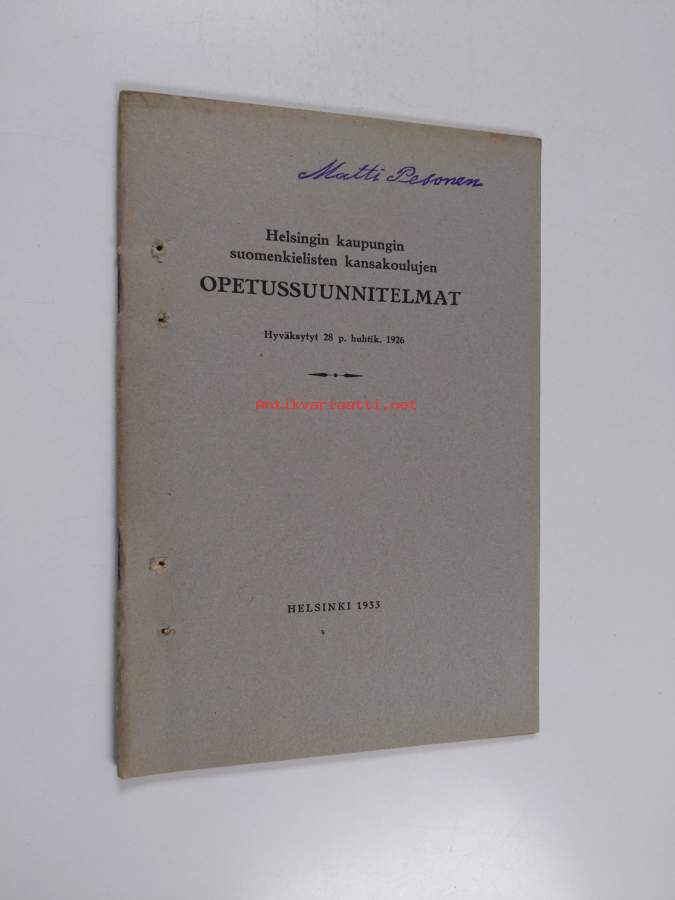 Matti Pesonen
Helsingin kaupungin
suomenkielisten kansakoulujen
OPETUSSUUNNITELMAT
Hyväksytyt 28 p. huhtik. 1926
Antikvariaatti.net
HELSINKI 1933